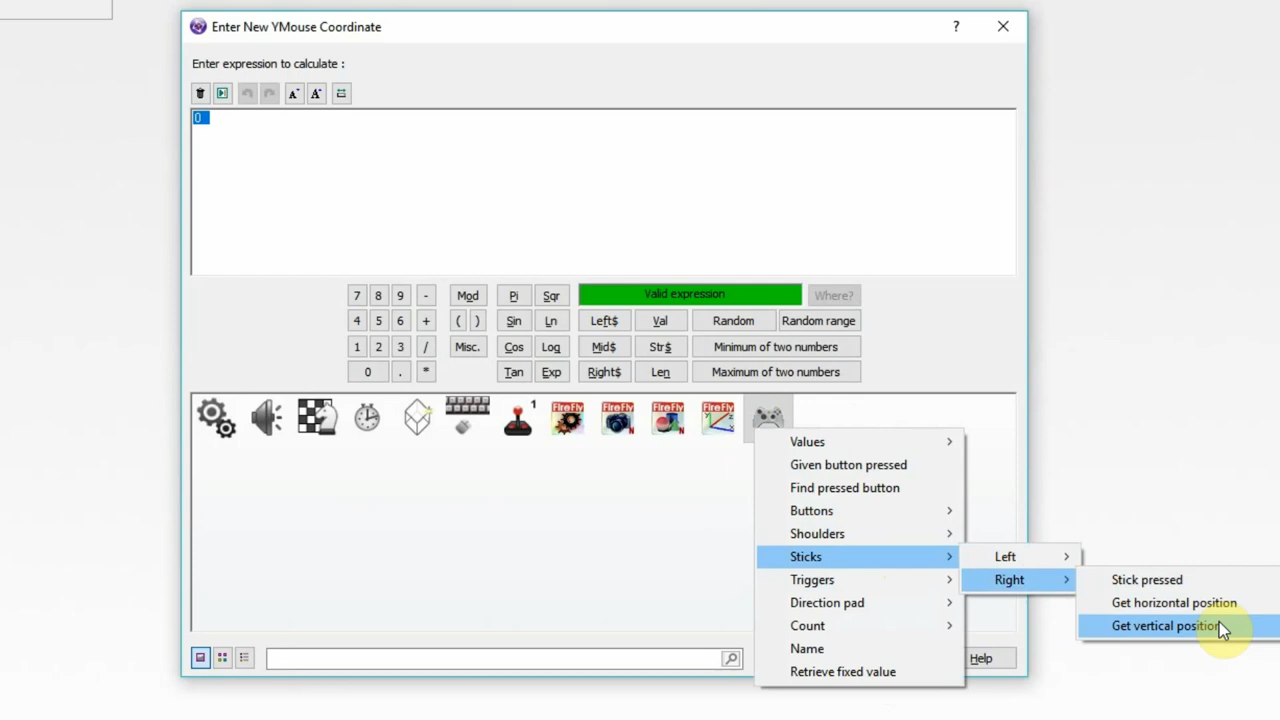 Enter New YMouse Coordinate
?
Enter expression to calculate :
A
A
0
7 8 9 - Mod Pi Sqr Valid expression Where?
4 5 6 + ( ) Sin Ln Left$ Val Random Random range
1 2 3 / Misc. Cos Log Mid$ Str$ Minimum of two numbers
0 . * Tan Exp Right$ Len Maximum of two numbers
1
FireFly FireFly FireFly FireFly
N N N
Values
Given button pressed
Find pressed button
Buttons
Shoulders
Sticks
Left
Triggers
Right
Stick pressed
Direction pad
Get horizontal position
Count
Get vertical position
Name
Retrieve fixed value
Help